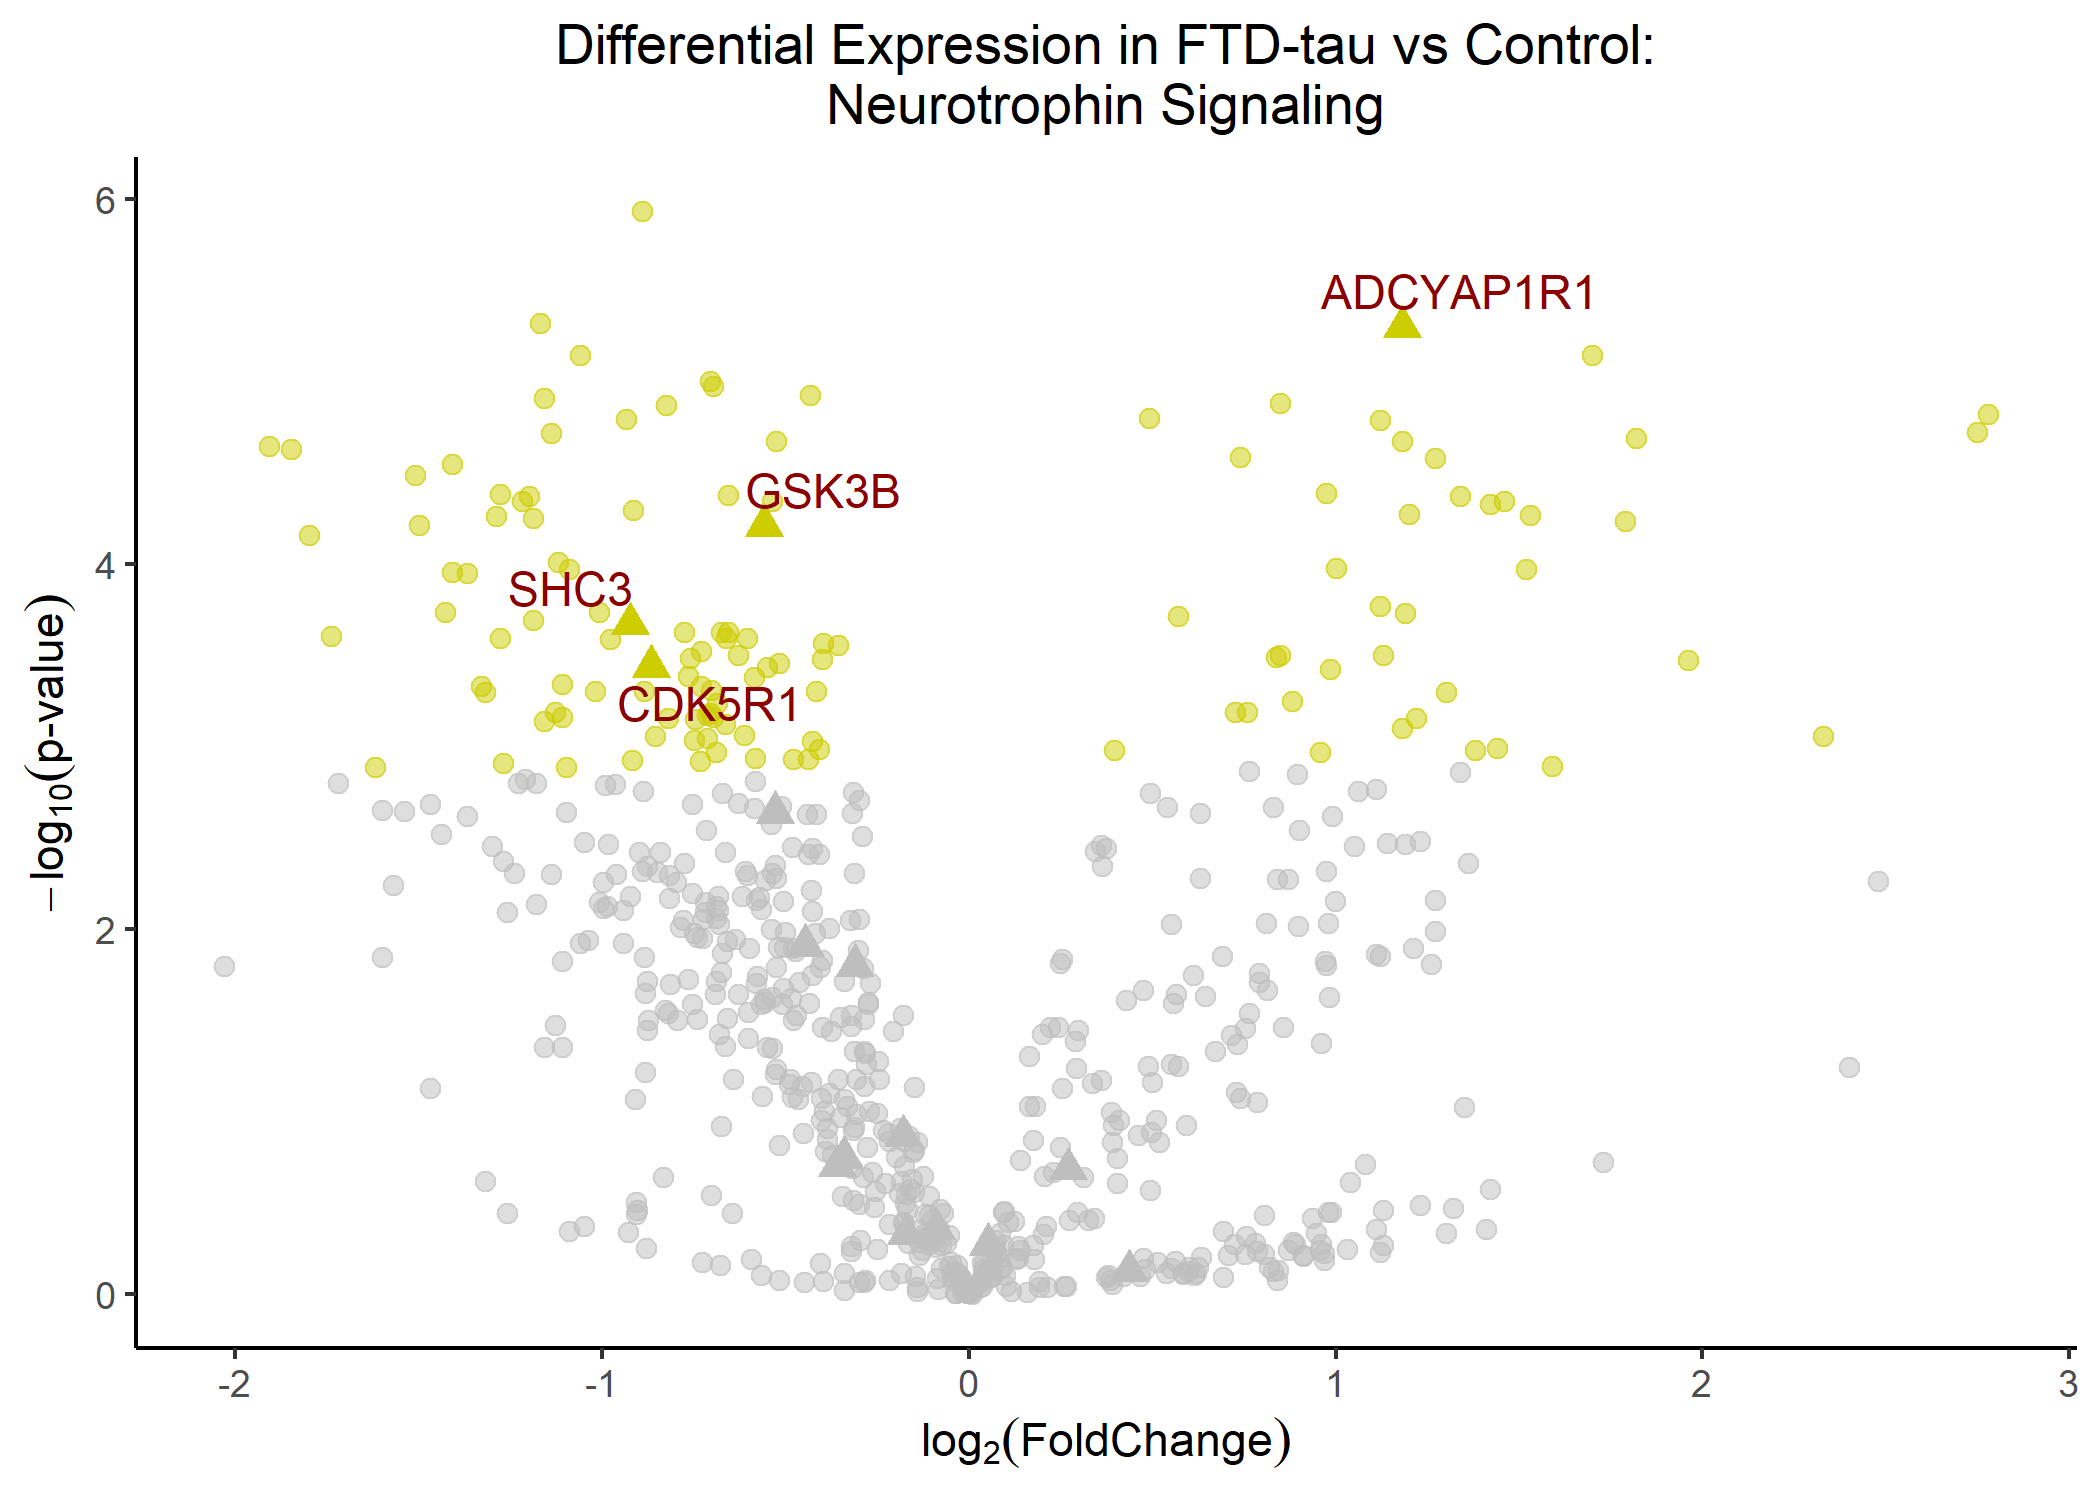 Differential Expression in FTD-tau vs Control:
Neurotrophin Signaling
6
ADCYAP1R1
GSK3B
4
SHC3
CDK5R1
−log10(p-value)
2
0
-2
-1
0
1
2
3
log2(FoldChange)